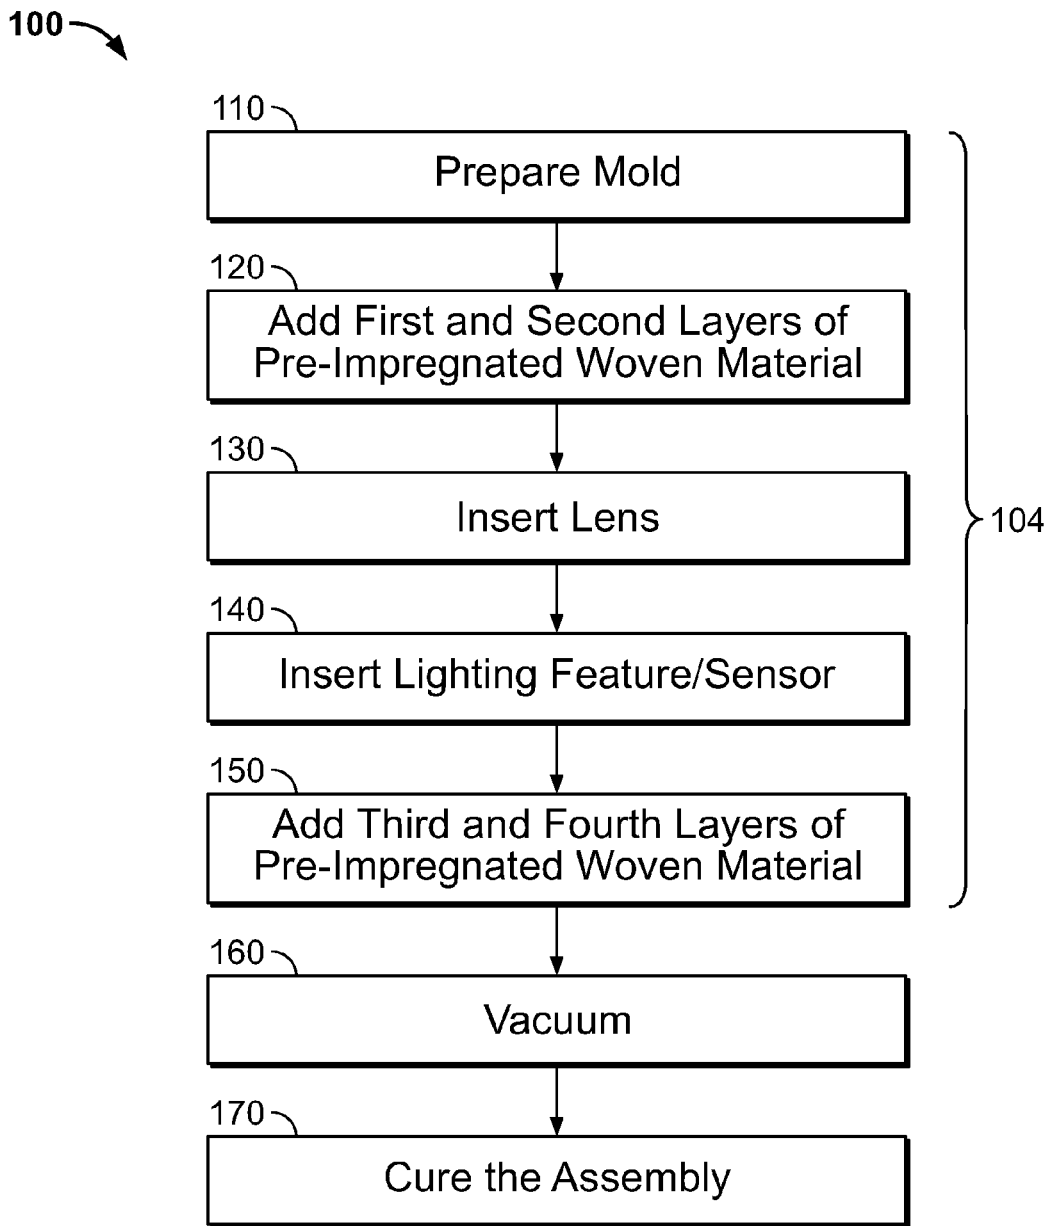 100
110
Prepare Mold
120
Add First and Second Layers of
Pre-Impregnated Woven Material
130
Insert Lens
104
140
Insert Lighting Feature/Sensor
150
Add Third and Fourth Layers of
Pre-Impregnated Woven Material
160
Vacuum
170
Cure the Assembly